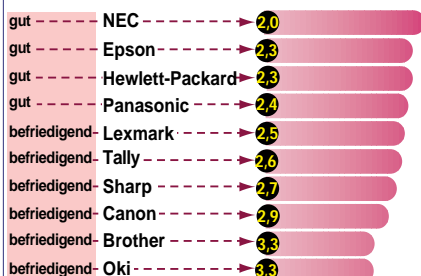 gut NEC 2,0
gut Epson 2,3
gut Hewlett-Packard 2,3
gut Panasonic 2,4
befriedigend Lexmark 2,5
befriedigend Tally 2,6
befriedigend Sharp 2,7
befriedigend Canon 2,9
befriedigend Brother 3,3
befriedigend Oki 3,3